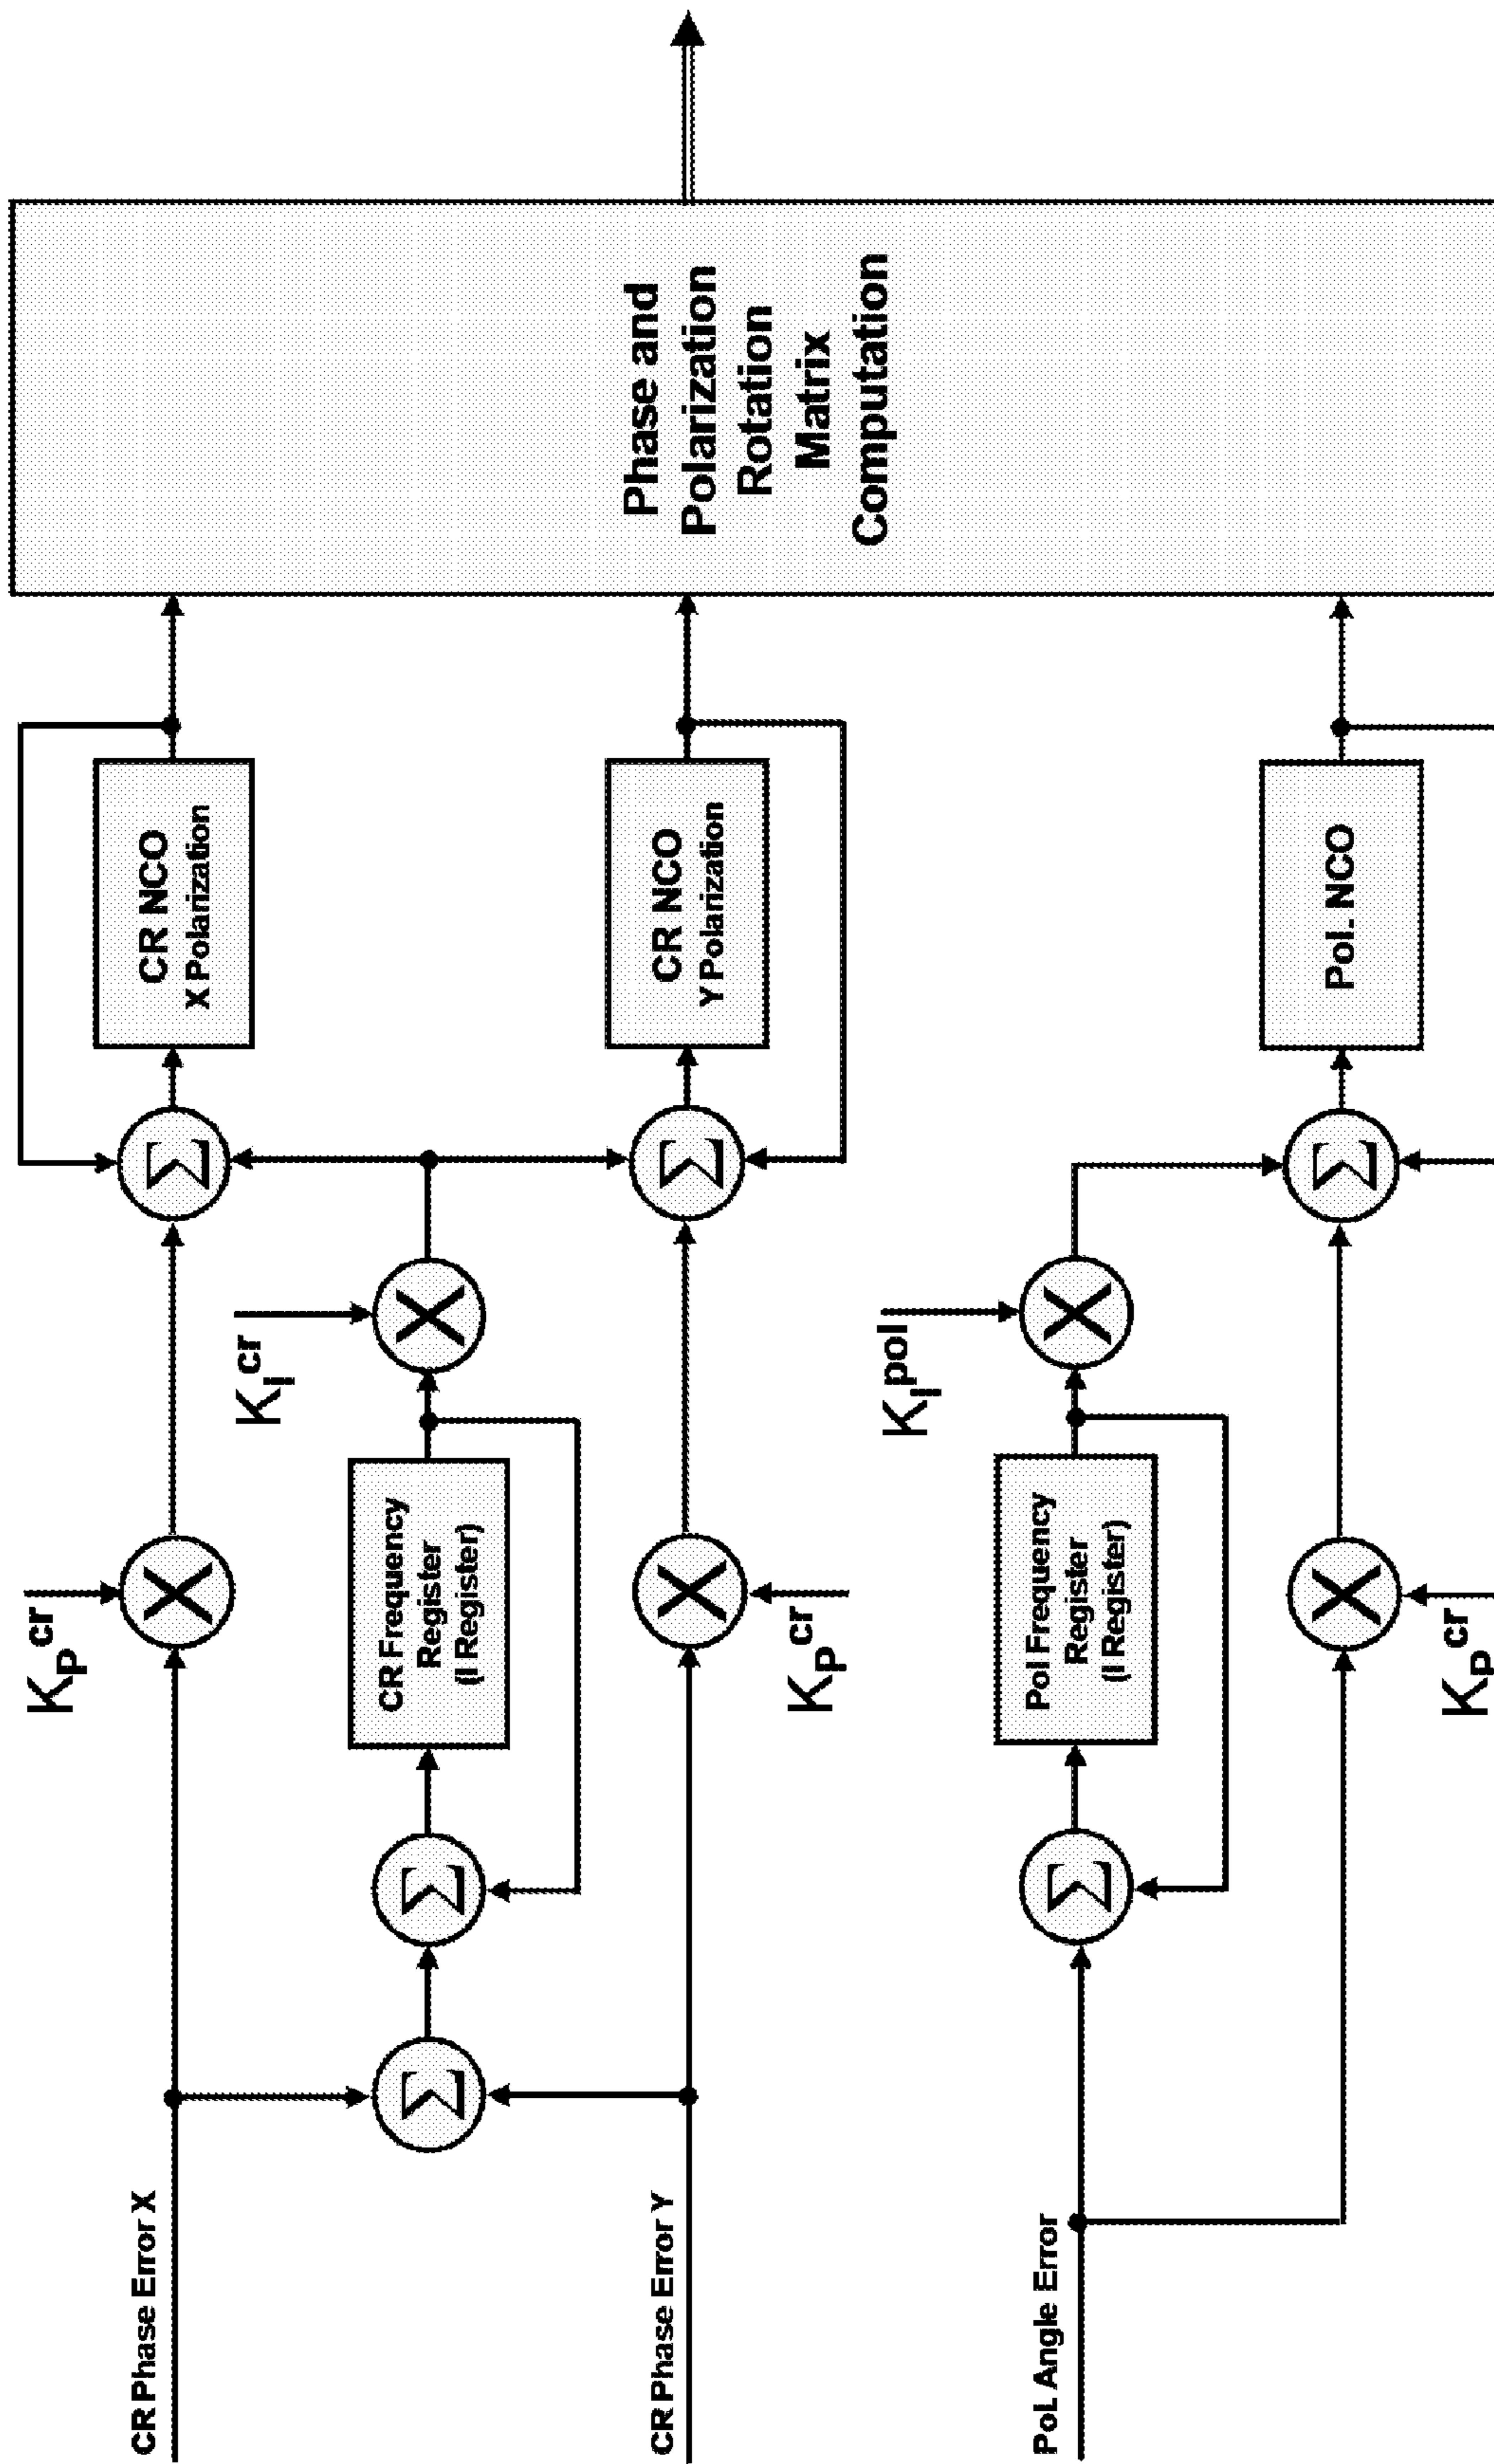 CR Phase Error X
K_P^cr
Σ
CR NCO
X Polarization
Σ
Σ
CR Frequency
Register
(I Register)
X
K_I^cr
X
CR Phase Error Y
X
K_P^cr
Σ
CR NCO
Y Polarization
Pol. Angle Error
Σ
Pol Frequency
Register
(I Register)
X
K_I^pol
X
K_P^cr
Σ
Pol. NCO
Phase and
Polarization
Rotation
Matrix
Computation